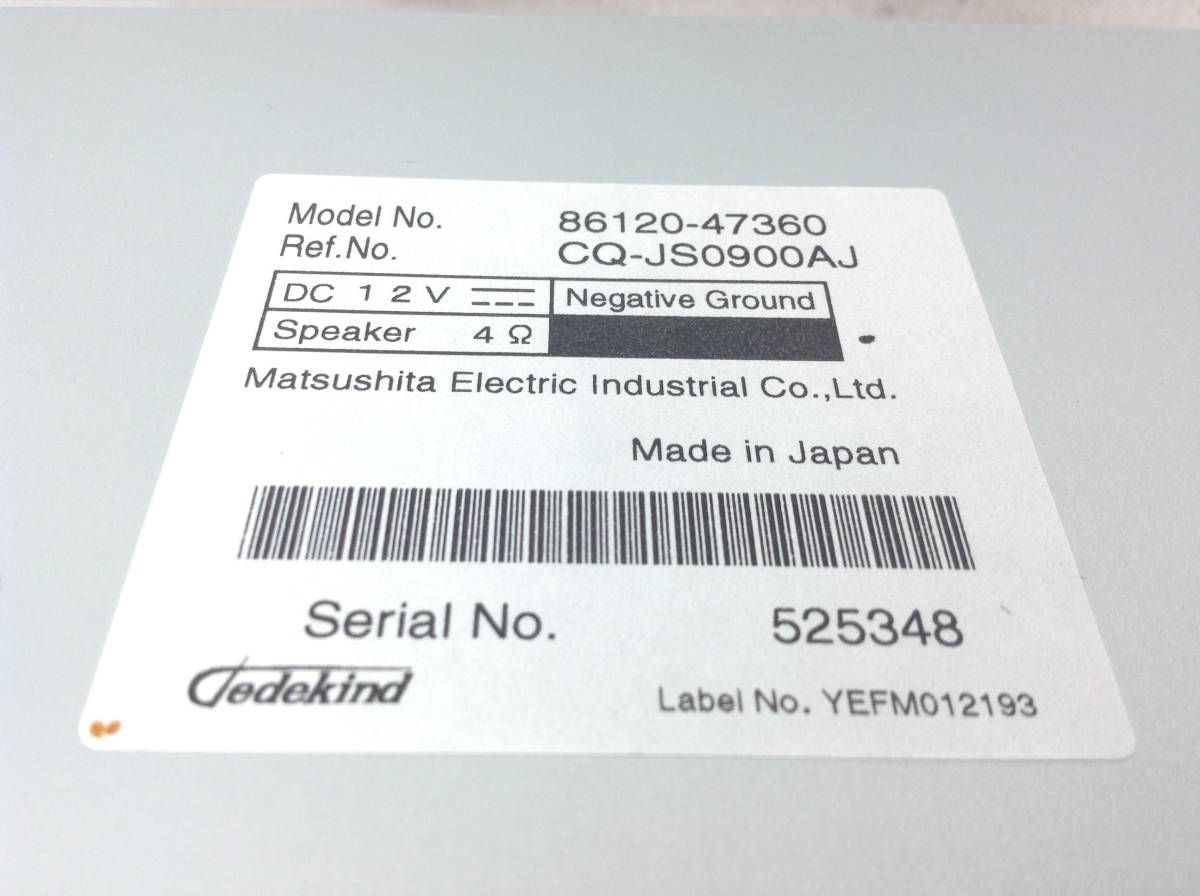 Model No. 86120-47360
Ref.No. CQ-JS0900AJ
DC 12V Negative Ground
Speaker 4Ω
Matsushita Electric Industrial Co.,Ltd.
Made in Japan
Serial No. 525348
Gedekind Label No. YEFM012193